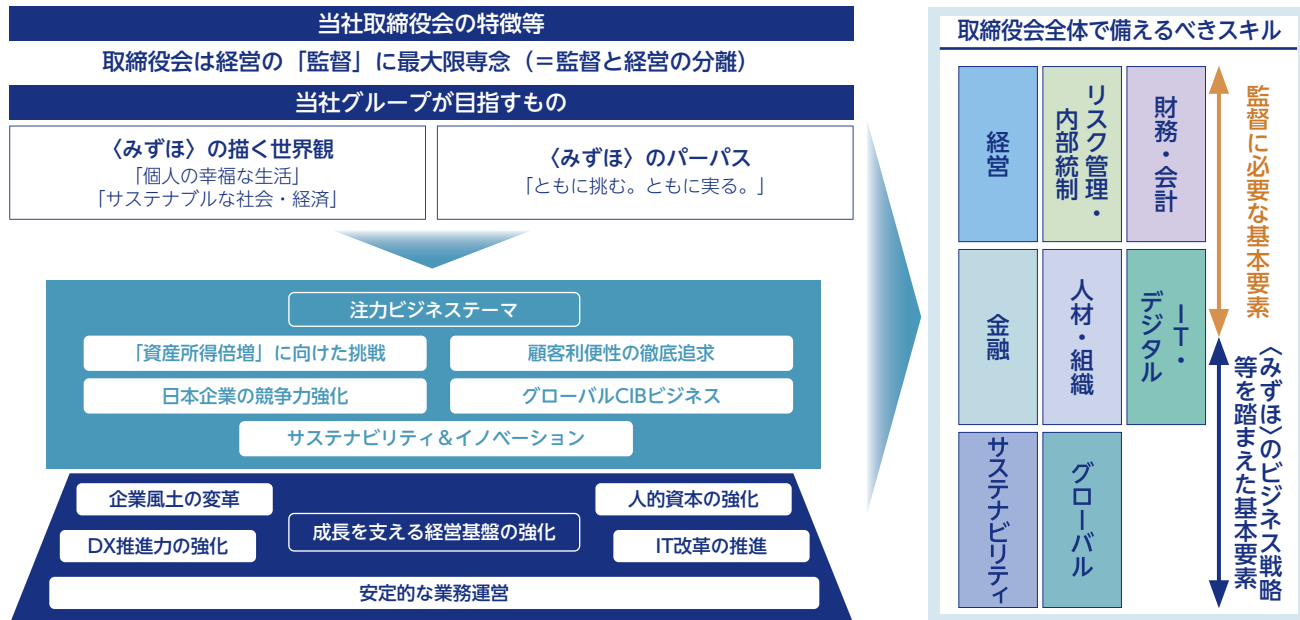 当社取締役会の特徴等
取締役会は経営の「監督」に最大限専念（＝監督と経営の分離）
当社グループが目指すもの
〈みずほ〉の描く世界観
「個人の幸福な生活」
「サステナブルな社会・経済」
〈みずほ〉のパーパス
「ともに挑む。ともに実る。」
注力ビジネステーマ
「資産所得倍増」に向けた挑戦
顧客利便性の徹底追求
日本企業の競争力強化
グローバルCIBビジネス
サステナビリティ＆イノベーション
企業風土の変革
人的資本の強化
成長を支える経営基盤の強化
DX推進力の強化
IT改革の推進
安定的な業務運営
取締役会全体で備えるべきスキル
経営
リスク管理・
内部統制
財務・会計
金融
人材・組織
IT・
デジタル
サステナビリティ
グローバル
監督に必要な基本要素
〈みずほ〉のビジネス戦略
等を踏まえた基本要素